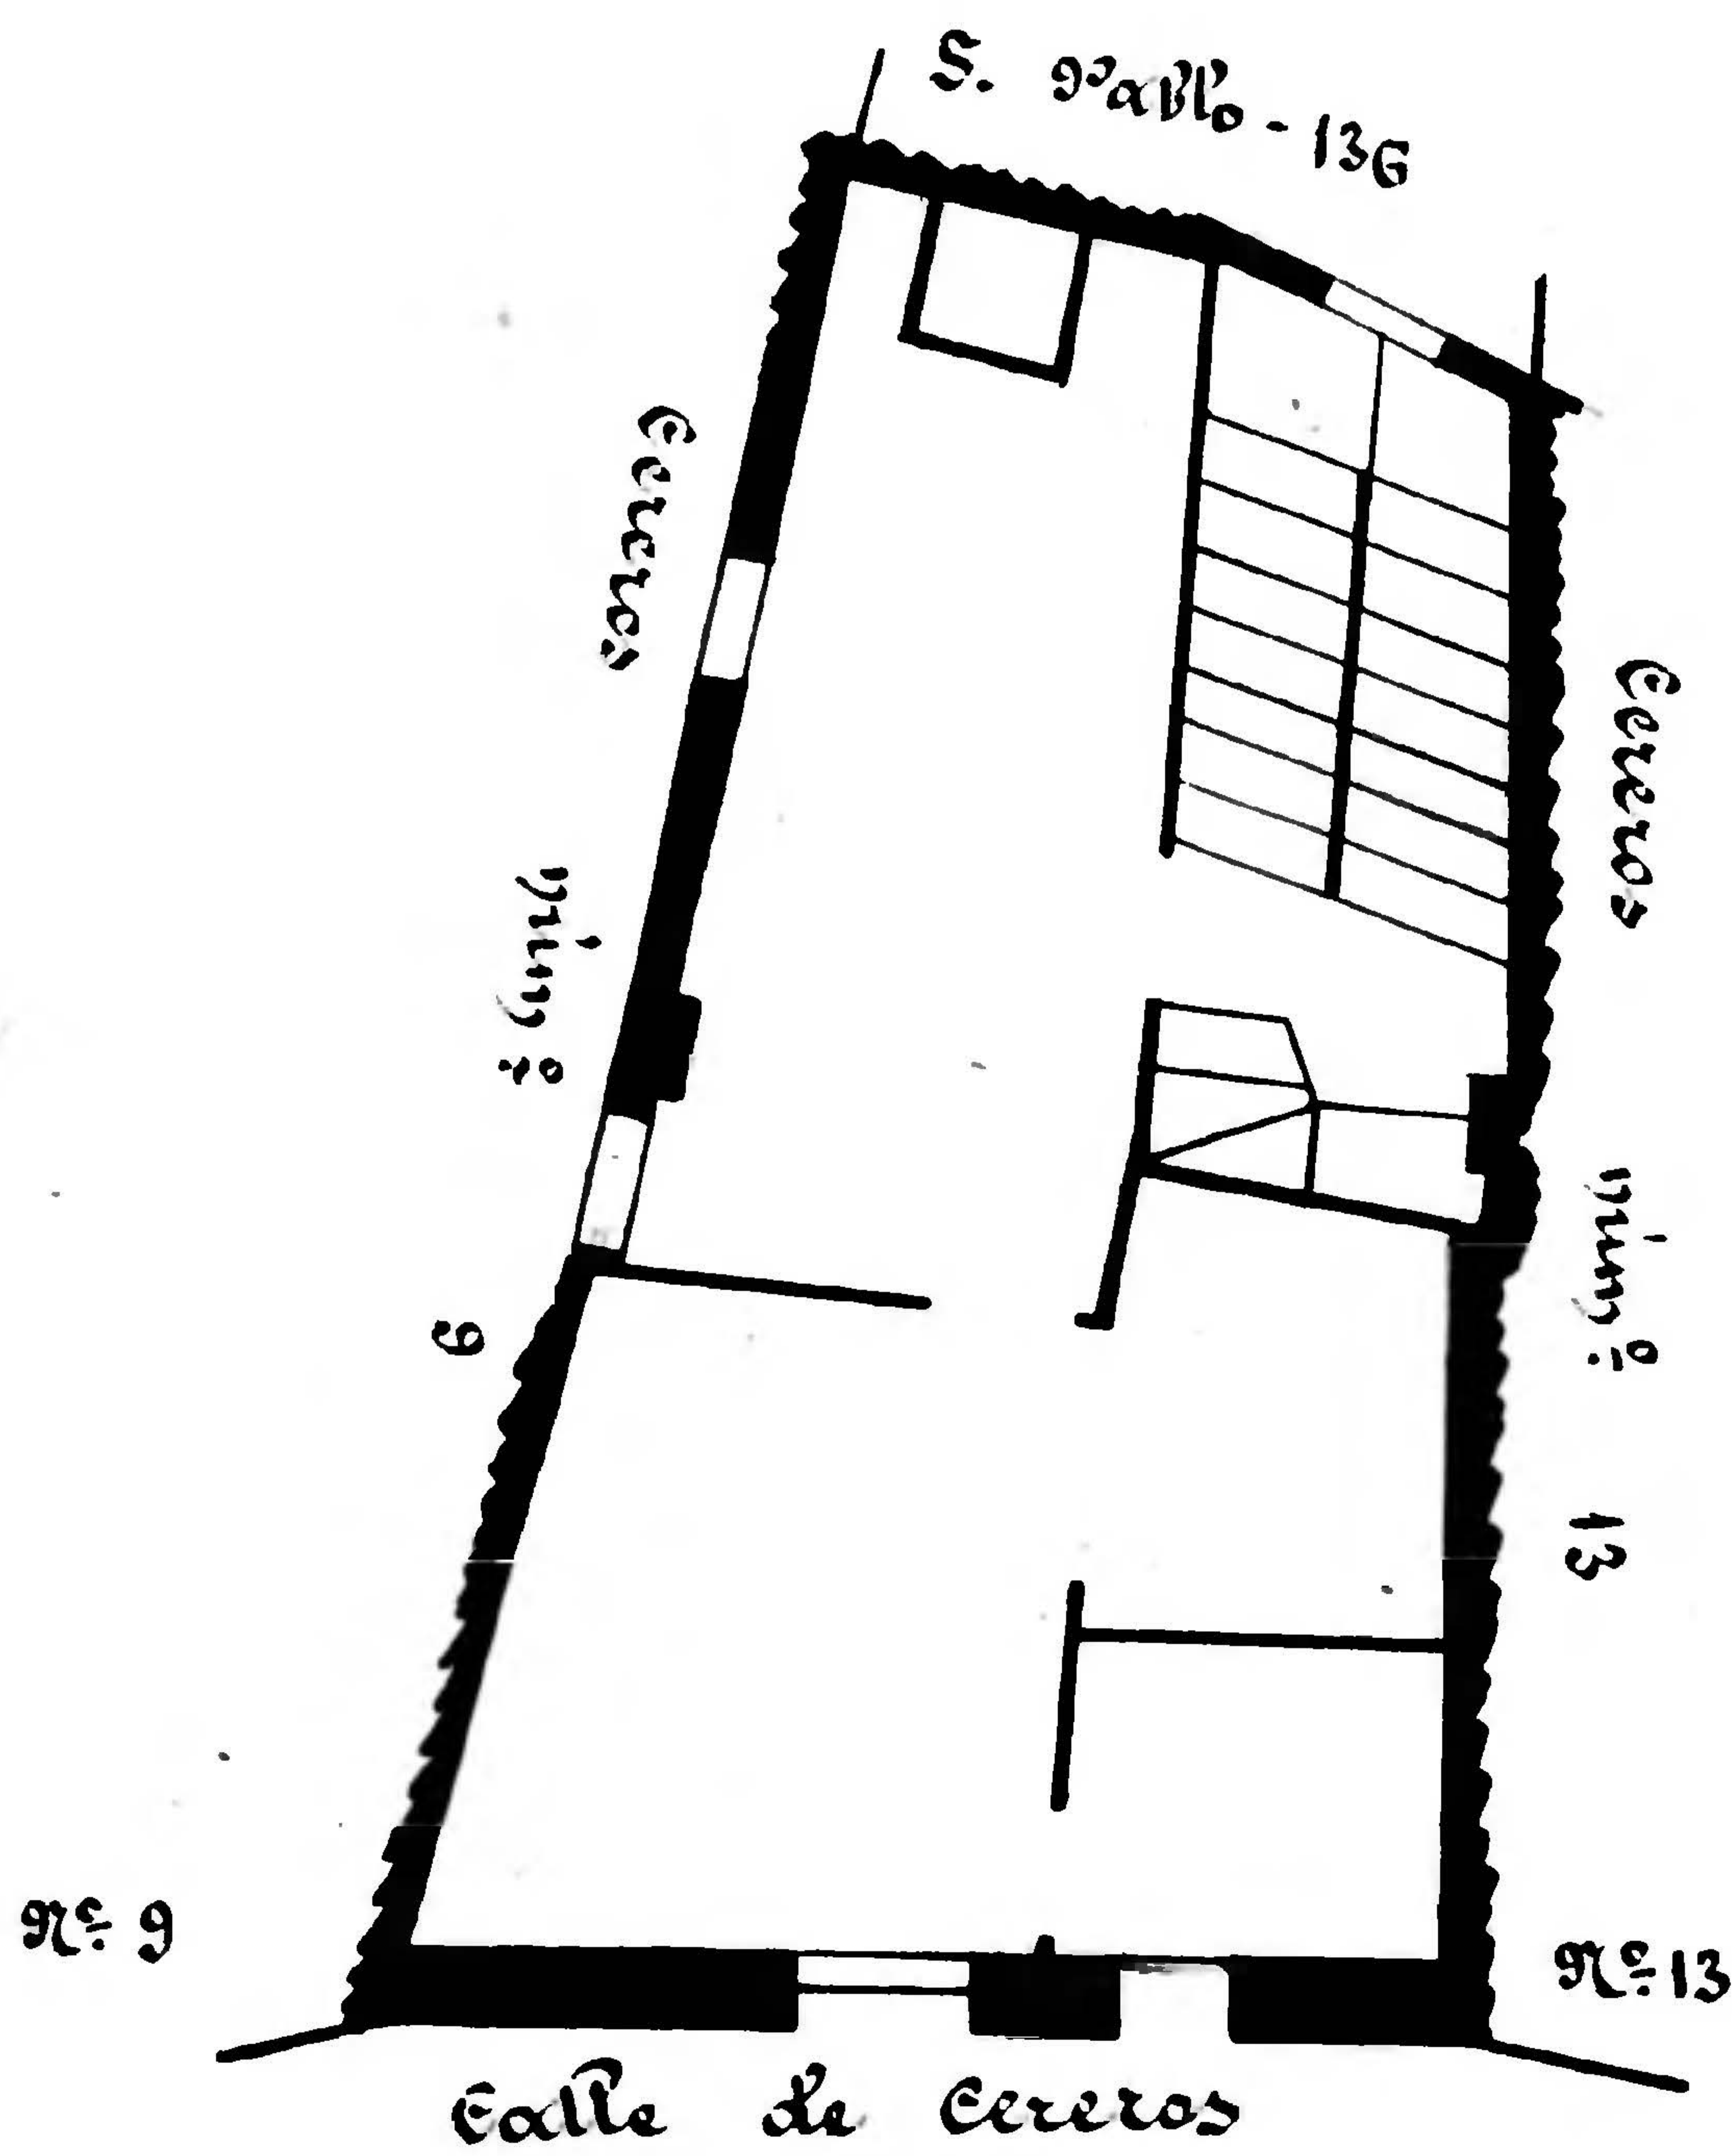 S. Pablo - 136
Cereros
núm.º
9
Cereros
núm.º
13
N.º 9
N.º 13
Calle de Cereros